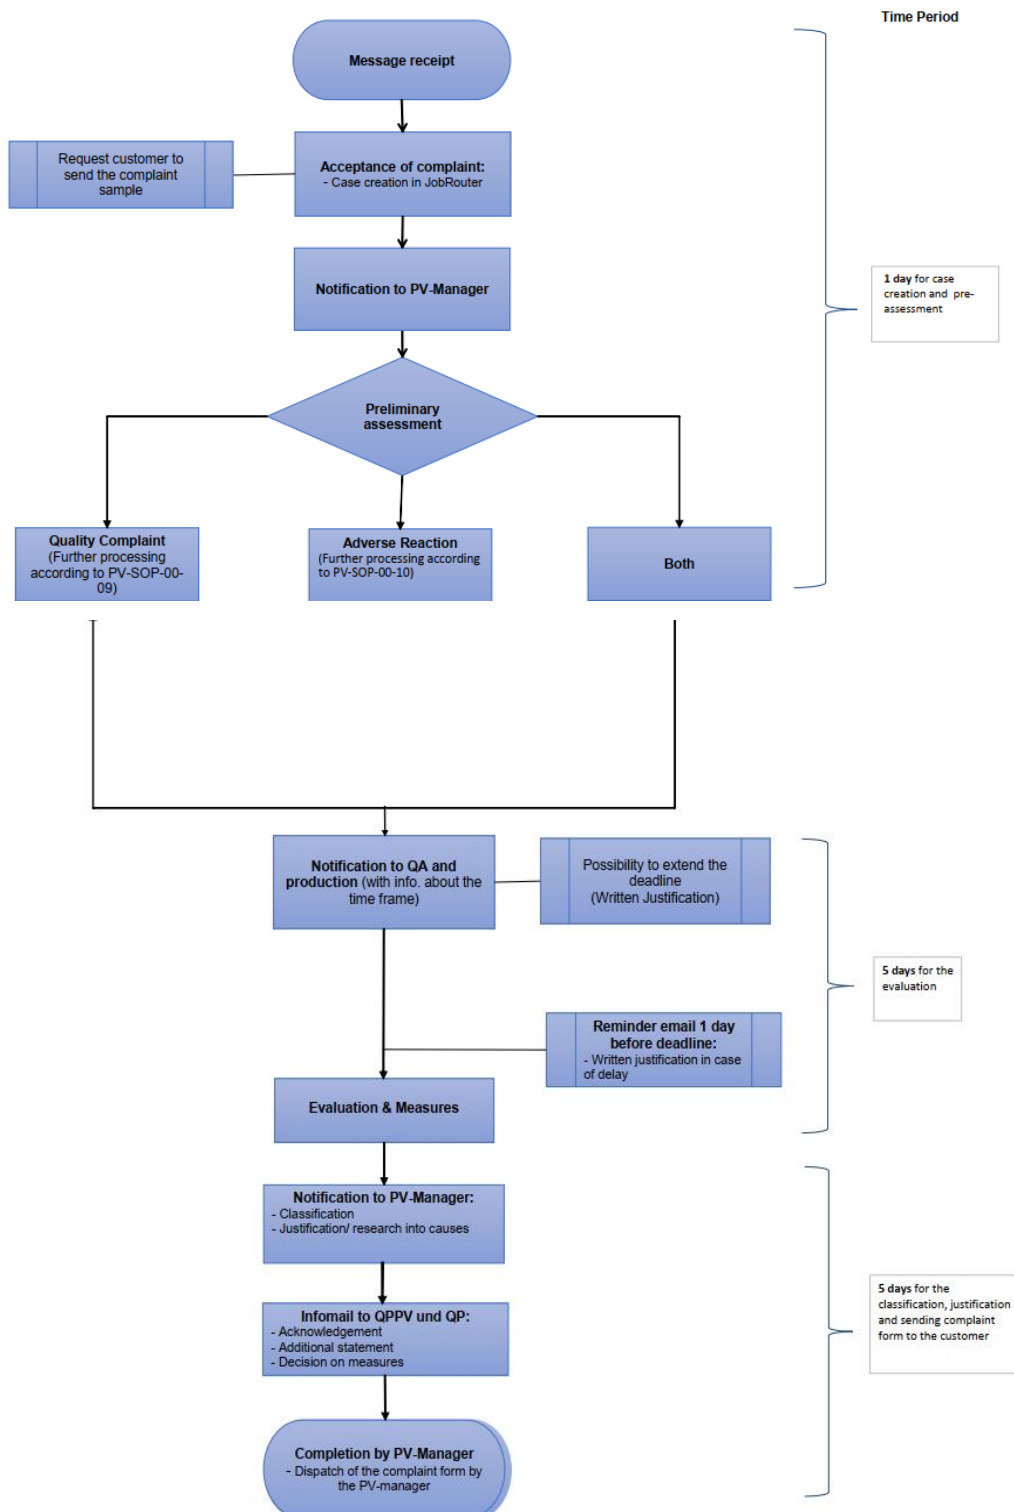 Time Period
Message receipt
Request customer to
send the complaint
sample
Acceptance of complaint:
- Case creation in JobRouter
Notification to PV-Manager
1 day for case
creation and pre-
assessment
Preliminary
assessment
Quality Complaint
(Further processing
according to PV-SOP-00-
09)
Adverse Reaction
(Further processing according
to PV-SOP-00-10)
Both
Notification to QA and
production (with info. about the
time frame)
Possibility to extend the
deadline
(Written Justification)
5 days for the
evaluation
Reminder email 1 day
before deadline:
- Written justification in case
of delay
Evaluation & Measures
Notification to PV-Manager:
- Classification
- Justification/ research into causes
5 days for the
classification, justification
and sending complaint
form to the customer
Infomail to QPPV und QP:
- Acknowledgement
- Additional statement
- Decision on measures
Completion by PV-Manager
- Dispatch of the complaint form by
the PV-manager